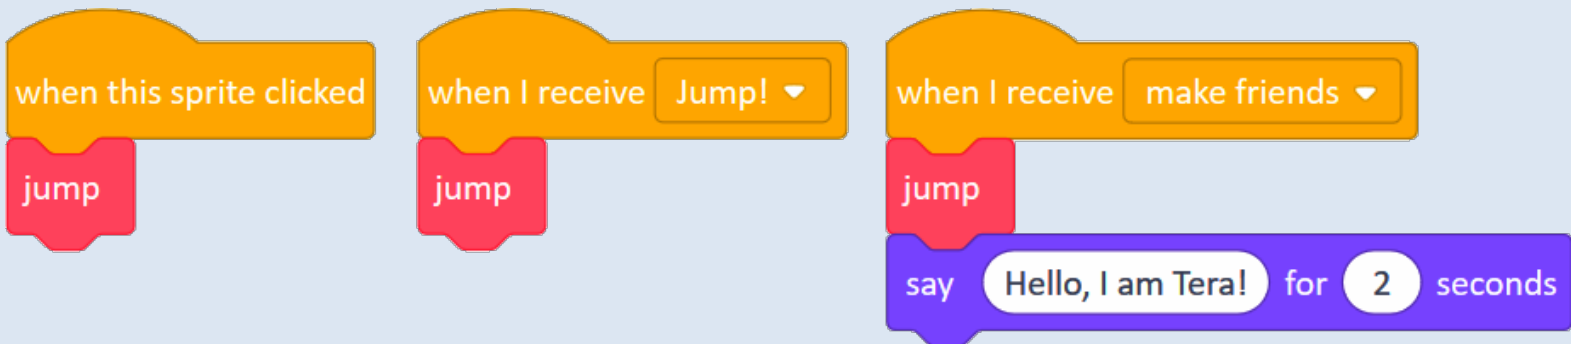 when this sprite clicked
jump
when I receive Jump!
jump
when I receive make friends
jump
say Hello, I am Tera! for 2 seconds